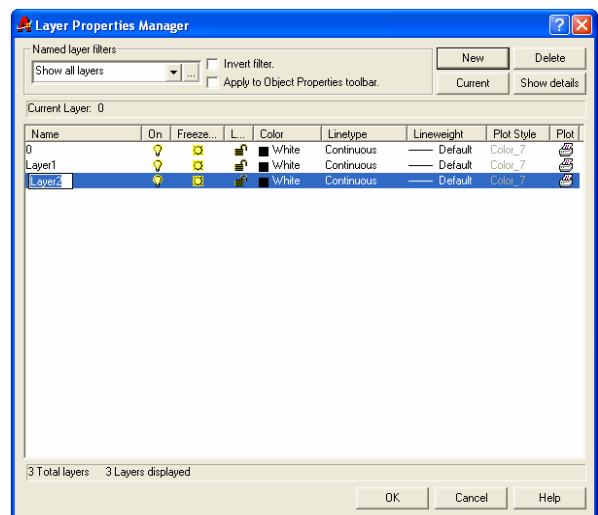 Layer Properties Manager
Named layer filters
Show all layers
...
Invert filter.
Apply to Object Properties toolbar.
New
Delete
Current
Show details
Current Layer: 0
Name On Freeze... L... Color Linetype Lineweight Plot Style Plot
0 White Continuous Default Color_7
Layer1 White Continuous Default Color_7
Layer2 White Continuous Default Color_7
3 Total layers 3 Layers displayed
OK Cancel Help